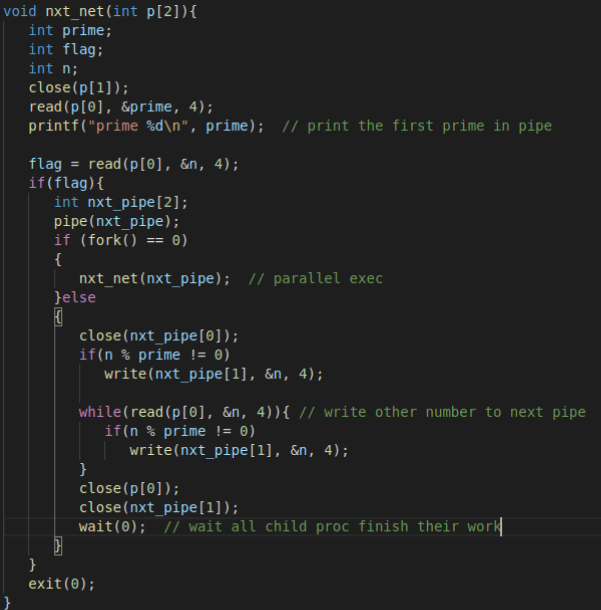 void nxt_net(int p[2]){
   int prime;
   int flag;
   int n;
   close(p[1]);
   read(p[0], &prime, 4);
   printf("prime %d\n", prime);  // print the first prime in pipe

   flag = read(p[0], &n, 4);
   if(flag){
      int nxt_pipe[2];
      pipe(nxt_pipe);
      if (fork() == 0)
      {
         nxt_net(nxt_pipe);  // parallel exec
      }else
      {
         close(nxt_pipe[0]);
         if(n % prime != 0)
            write(nxt_pipe[1], &n, 4);

         while(read(p[0], &n, 4)){ // write other number to next pipe
            if(n % prime != 0)
               write(nxt_pipe[1], &n, 4);
         }
         close(p[0]);
         close(nxt_pipe[1]);
         wait(0);  // wait all child proc finish their work
      }
   }
   exit(0);
}